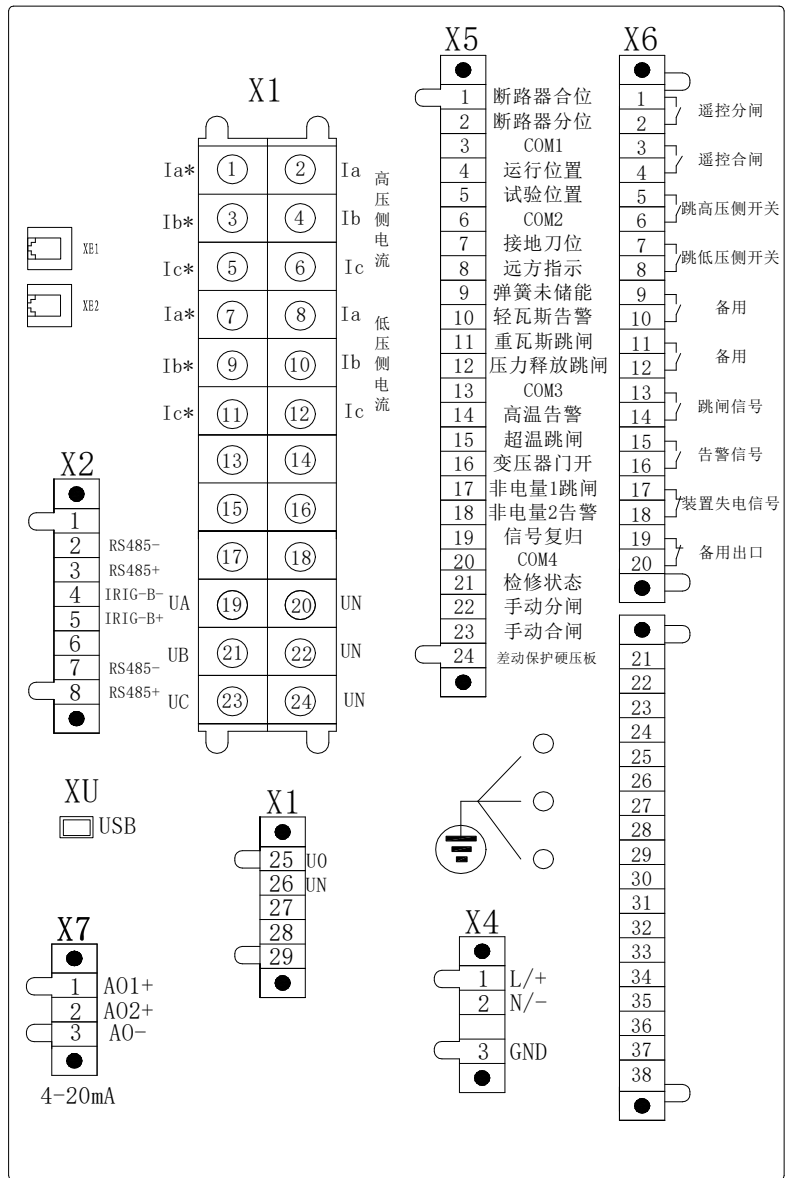 X1
Ia* ① ② Ia
Ib* ③ ④ Ib
Ic* ⑤ ⑥ Ic
高压侧电流
Ia* ⑦ ⑧ Ia
Ib* ⑨ ⑩ Ib
Ic* ⑪ ⑫ Ic
低压侧电流
⑬ ⑭
⑮ ⑯
⑰ ⑱
UA ⑲ ⑳ UN
UB ㉑ ㉒ UN
UC ㉓ ㉔ UN
XE1
XE2
X2
1
2 RS485-
3 RS485+
4 IRIG-B-
5 IRIG-B+
6
7 RS485-
8 RS485+
XU
USB
X7
1 AO1+
2 AO2+
3 AO-
4-20mA
X1
25 UO
26 UN
27
28
29
X5
1 断路器合位
2 断路器分位
3 COM1
4 运行位置
5 试验位置
6 COM2
7 接地刀位
8 远方指示
9 弹簧未储能
10 轻瓦斯告警
11 重瓦斯跳闸
12 压力释放跳闸
13 COM3
14 高温告警
15 超温跳闸
16 变压器门开
17 非电量1跳闸
18 非电量2告警
19 信号复归
20 COM4
21 检修状态
22 手动分闸
23 手动合闸
24 差动保护硬压板
X4
1 L/+
2 N/-
3 GND
X6
1
2
遥控分闸
3
4
遥控合闸
5
6
跳高压侧开关
7
8
跳低压侧开关
9
10
备用
11
12
备用
13
14
跳闸信号
15
16
告警信号
17
18
装置失电信号
19
20
备用出口
21
22
23
24
25
26
27
28
29
30
31
32
33
34
35
36
37
38